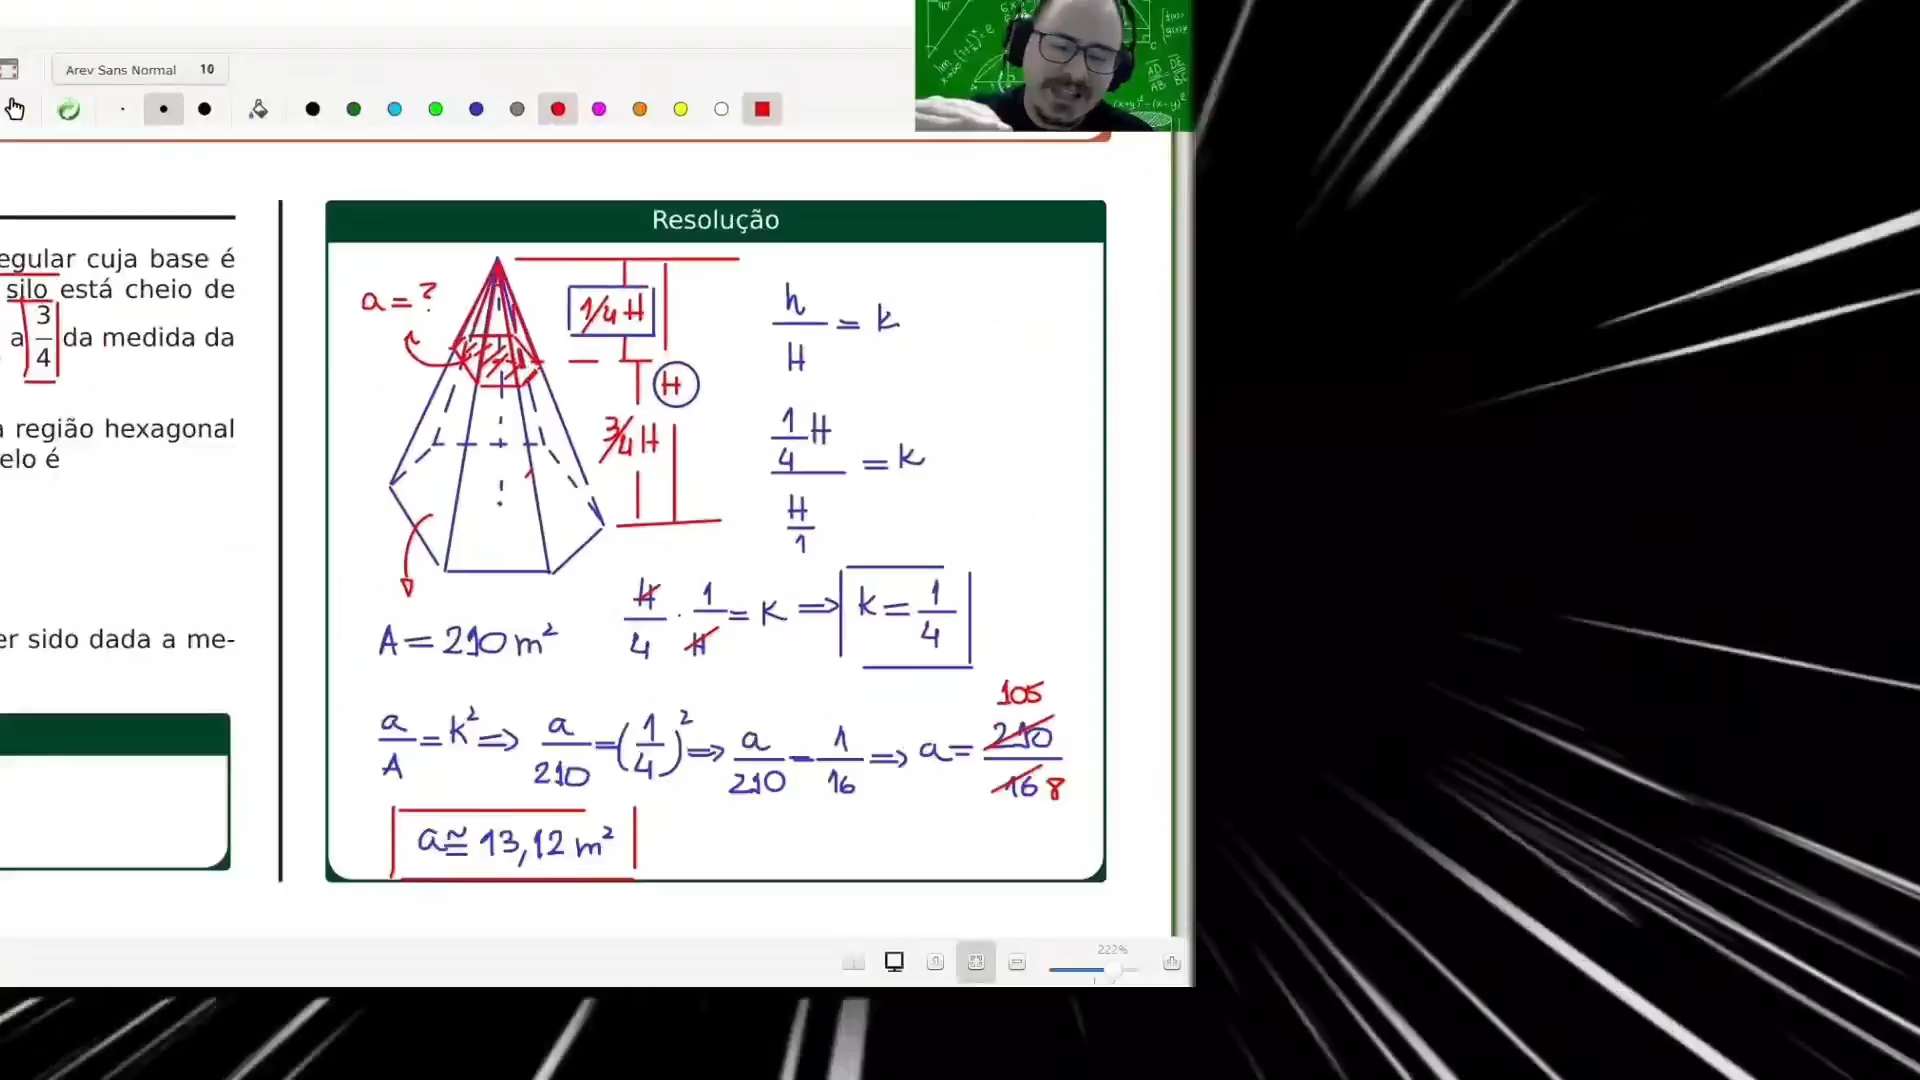 Arev Sans Normal 10
egular cuja base é
silo está cheio de
a 3/4 da medida da
a região hexagonal
elo é
er sido dada a me-
Resolução
a = ?
1/4 H
H
3/4 H
A = 210 m²
h/H = k
1/4 H / H/1 = k
H/4 · 1/H = k ⇒ k = 1/4
a/A = k² ⇒ a/210 = (1/4)² ⇒ a/210 = 1/16 ⇒ a = 210/16
105
8
a ≅ 13,12 m²
222%